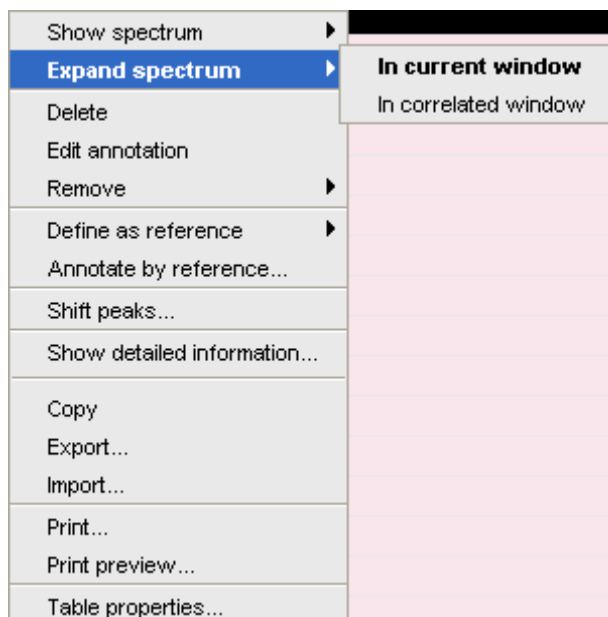 Show spectrum
Expand spectrum
In current window
In correlated window
Delete
Edit annotation
Remove
Define as reference
Annotate by reference...
Shift peaks...
Show detailed information...
Copy
Export...
Import...
Print...
Print preview...
Table properties...